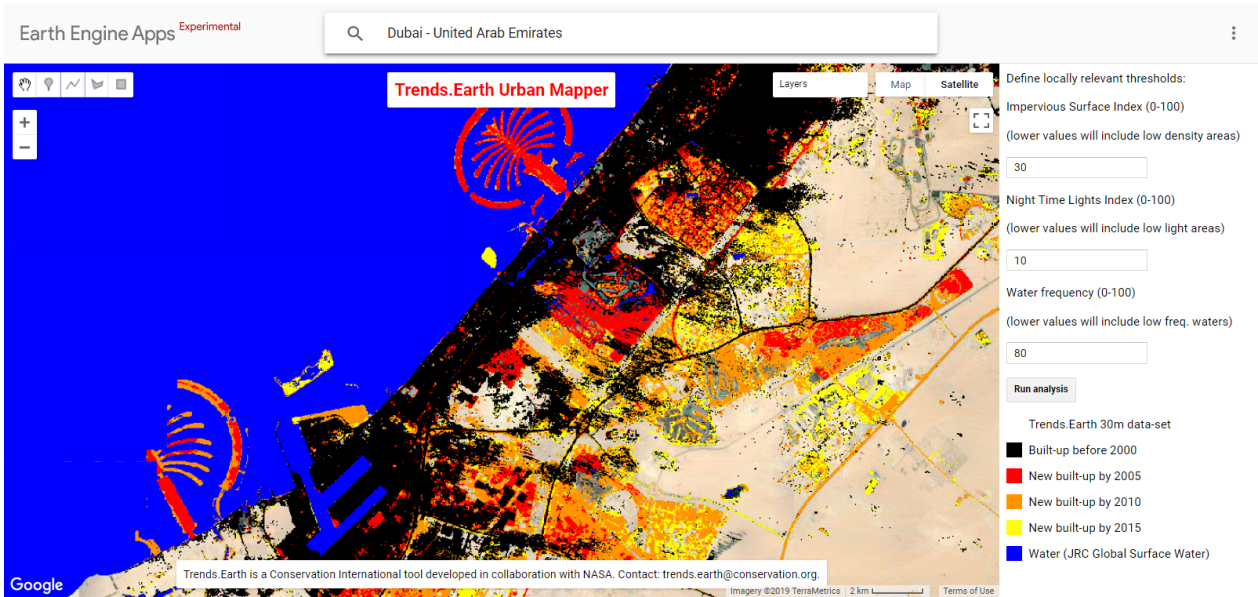 Earth Engine Apps Experimental
Dubai - United Arab Emirates
Trends.Earth Urban Mapper
Layers
Map
Satellite
+
−
Define locally relevant thresholds:
Impervious Surface Index (0-100)
(lower values will include low density areas)
30
Night Time Lights Index (0-100)
(lower values will include low light areas)
10
Water frequency (0-100)
(lower values will include low freq. waters)
80
Run analysis
Trends.Earth 30m data-set
Built-up before 2000
New built-up by 2005
New built-up by 2010
New built-up by 2015
Water (JRC Global Surface Water)
Trends.Earth is a Conservation International tool developed in collaboration with NASA. Contact: trends.earth@conservation.org.
Google
Imagery ©2019 TerraMetrics
2 km
Terms of Use